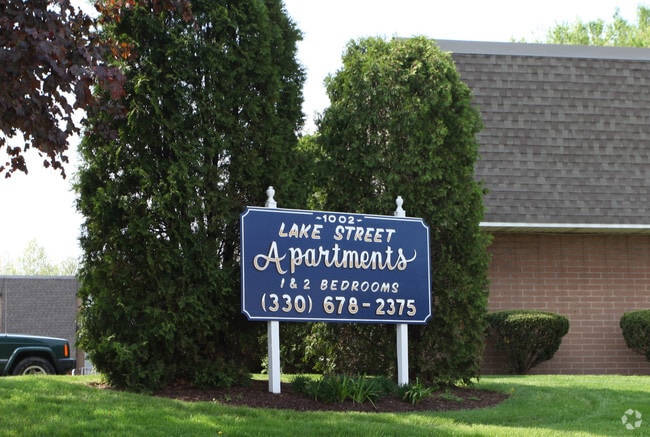 -1002-
LAKE STREET
Apartments
1 & 2 BEDROOMS
(330) 678-2375